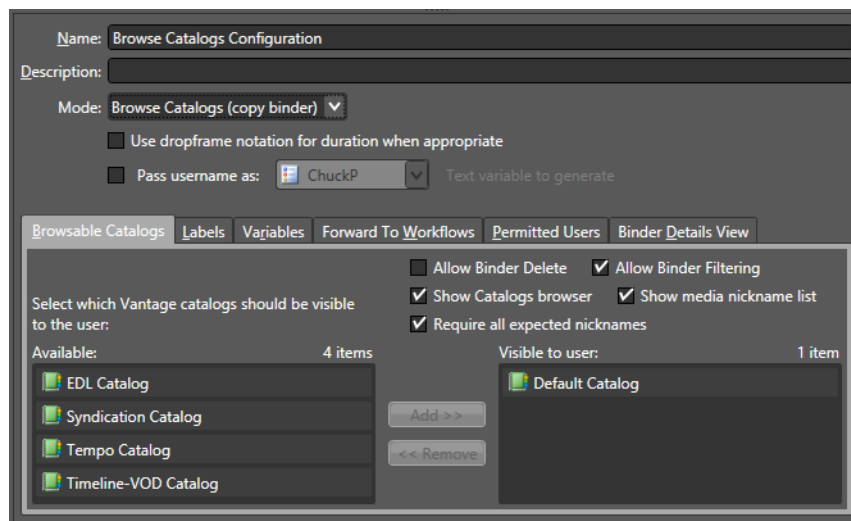 Name: Browse Catalogs Configuration
Description:
Mode: Browse Catalogs (copy binder)
Use dropframe notation for duration when appropriate
Pass username as: ChuckP Text variable to generate
Browsable Catalogs Labels Variables Forward To Workflows Permitted Users Binder Details View
Allow Binder Delete Allow Binder Filtering
Select which Vantage catalogs should be visible
to the user:
Show Catalogs browser Show media nickname list
Require all expected nicknames
Available: 4 items Visible to user: 1 item
EDL Catalog Default Catalog
Syndication Catalog Add >>
Tempo Catalog << Remove
Timeline-VOD Catalog